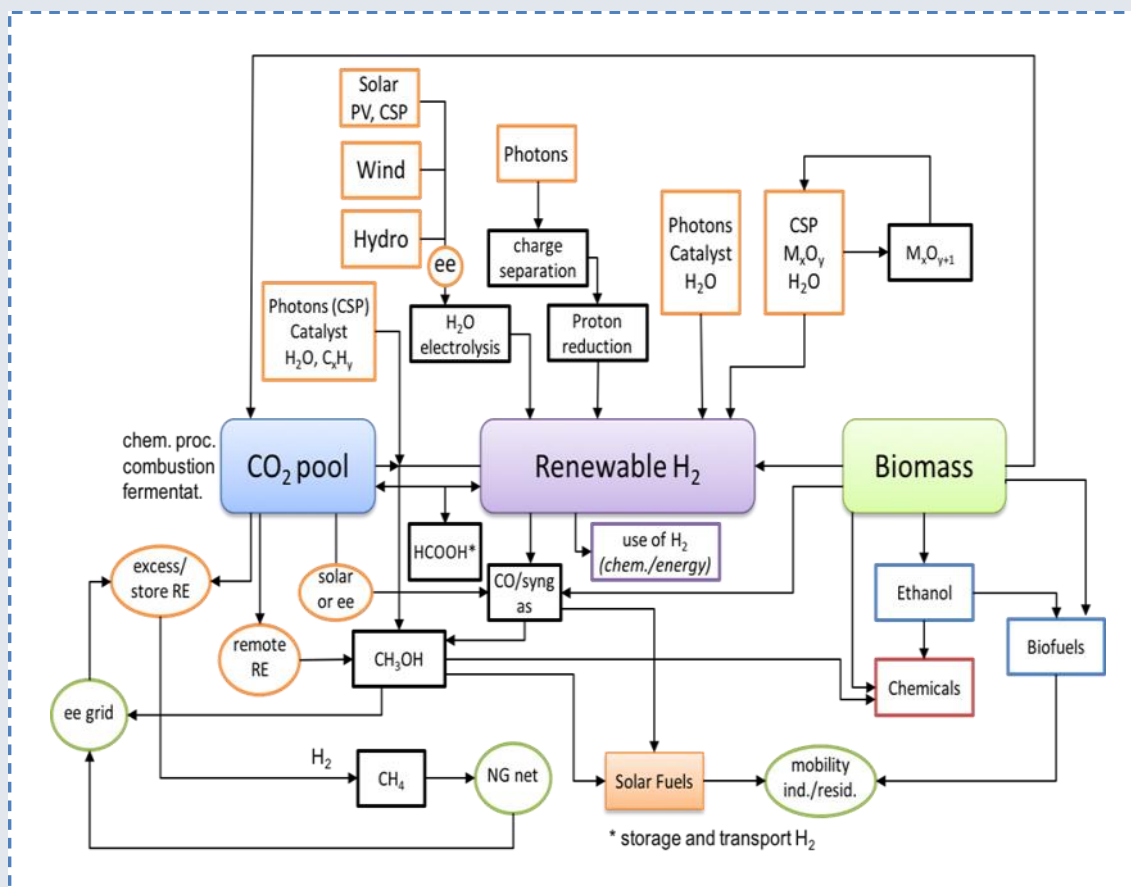 Solar
PV, CSP
Wind
Hydro
ee
Photons
charge
separation
Photons
Catalyst
H₂O
CSP
MₓOᵧ
H₂O
MₓOᵧ₊₁
Photons (CSP)
Catalyst
H₂O, CₓHᵧ
H₂O
electrolysis
Proton
reduction
chem. proc.
combustion
fermentat.
CO₂ pool
Renewable H₂
Biomass
HCOOH*
use of H₂
(chem./energy)
excess/
store RE
solar
or ee
CO/syng
as
Ethanol
remote
RE
CH₃OH
Biofuels
Chemicals
ee grid
H₂
CH₄
NG net
Solar Fuels
mobility
ind./resid.
* storage and transport H₂